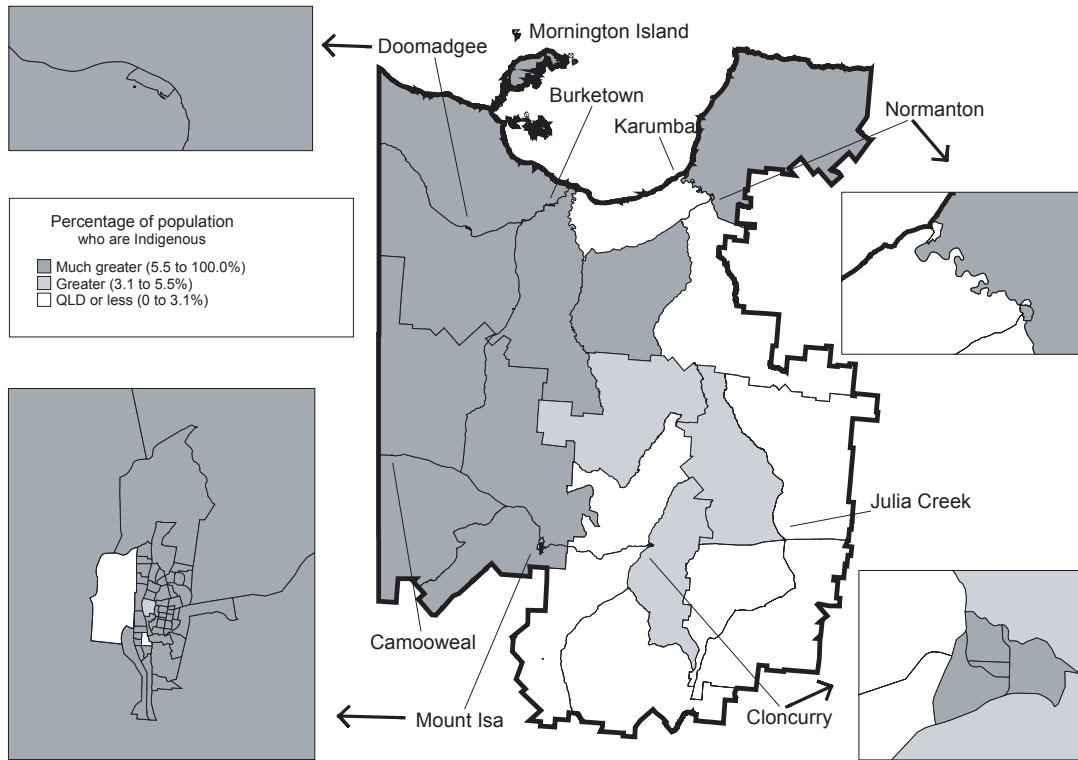 Mornington Island
Doomadgee
Burketown
Karumba
Normanton
Percentage of population
who are Indigenous
Much greater (5.5 to 100.0%)
Greater (3.1 to 5.5%)
QLD or less (0 to 3.1%)
Julia Creek
Camooweal
Mount Isa
Cloncurry